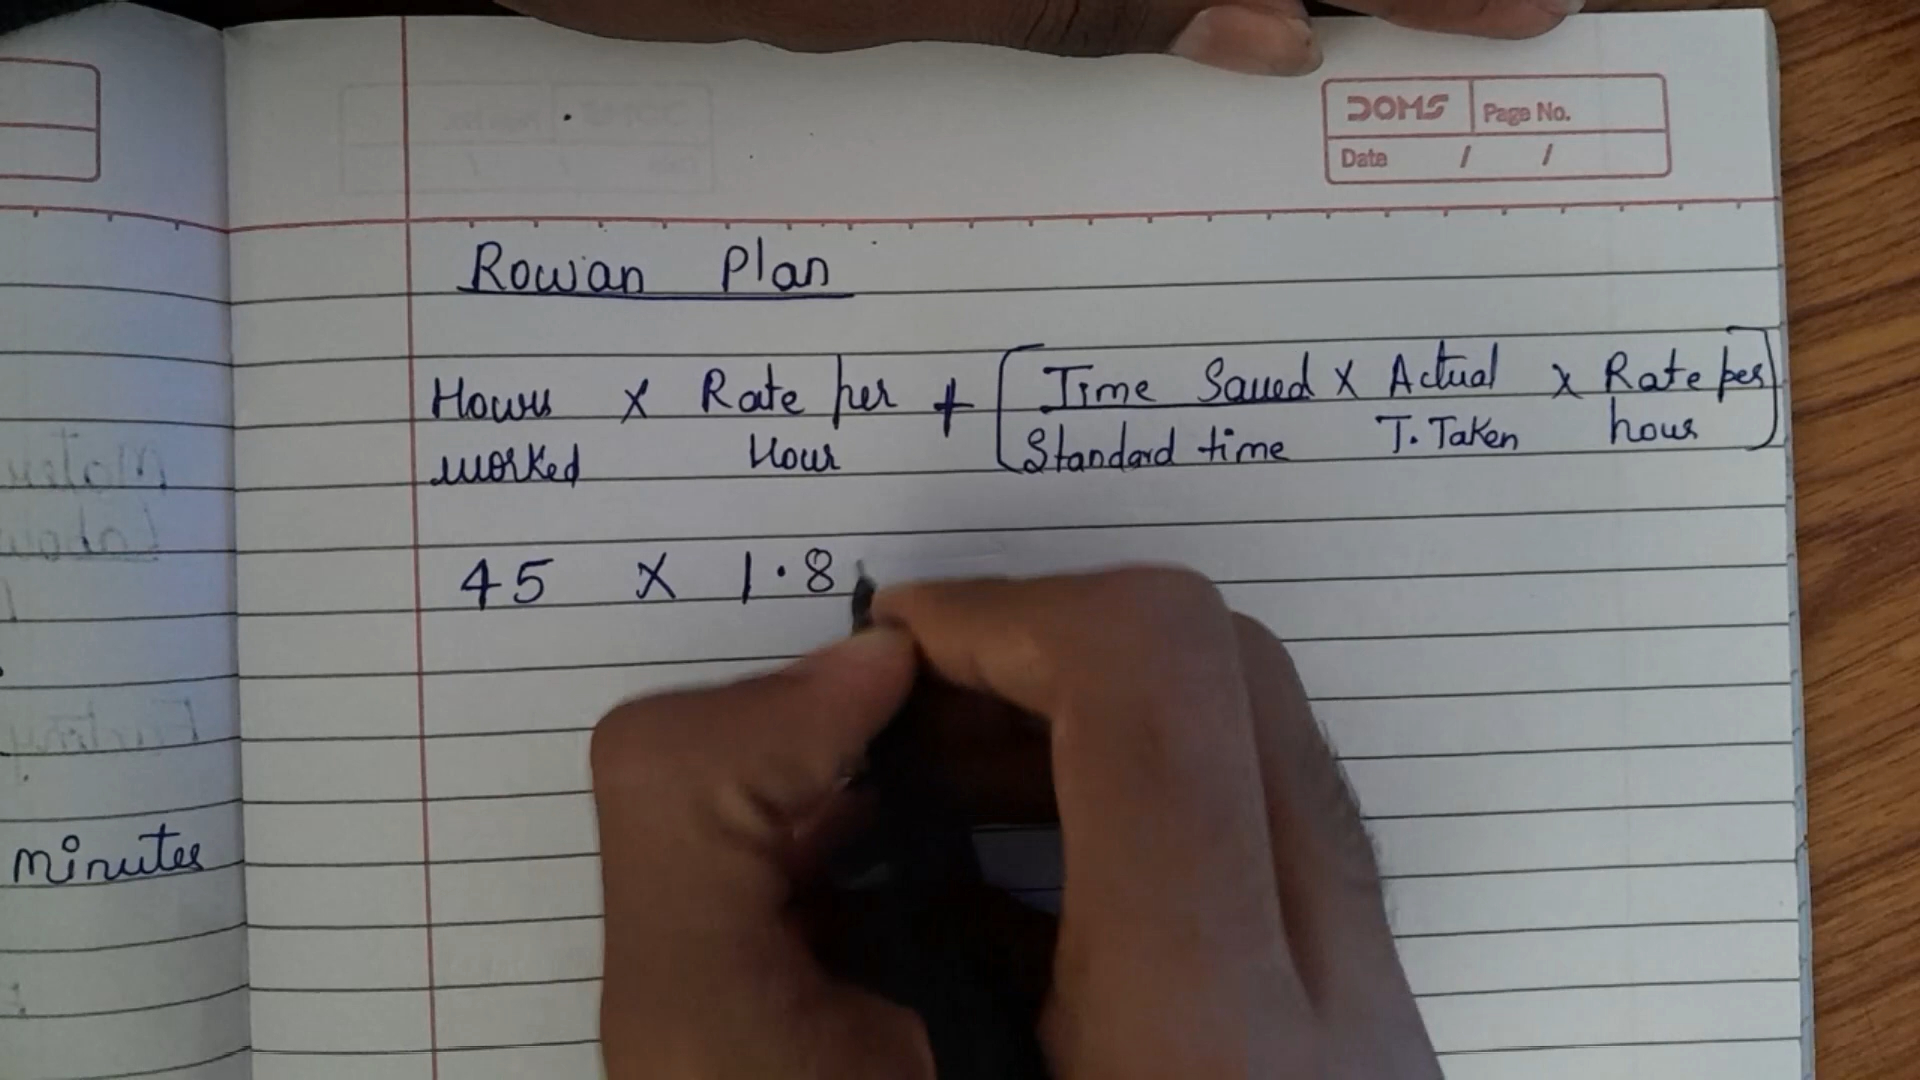 DOMS Page No.
Date / /
Rowan Plan
Hours x Rate per + [Time Saved x Actual x Rate per]
worked Hour Standard time T. Taken hour
45 x 1.8
minutes